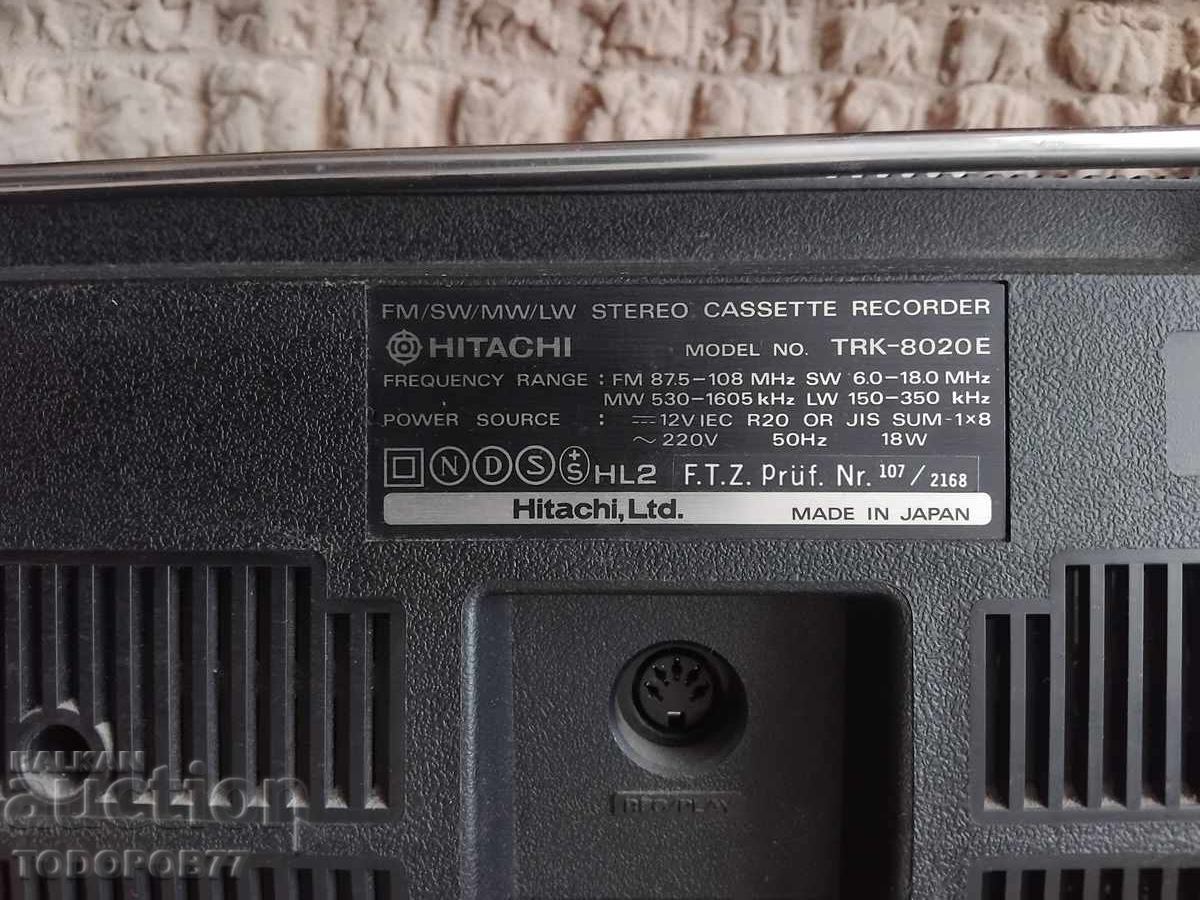 FM/SW/MW/LW STEREO CASSETTE RECORDER
HITACHI MODEL NO. TRK-8020E
FREQUENCY RANGE : FM 87.5-108 MHz SW 6.0-18.0 MHz
MW 530-1605 kHz LW 150-350 kHz
POWER SOURCE : 12V IEC R20 OR JIS SUM-1×8
~ 220V 50Hz 18W
N D S +S HL2 F.T.Z. Prüf. Nr. 107/2168
Hitachi, Ltd. MADE IN JAPAN
REC/PLAY
BALKAN
auction
TODOROB77